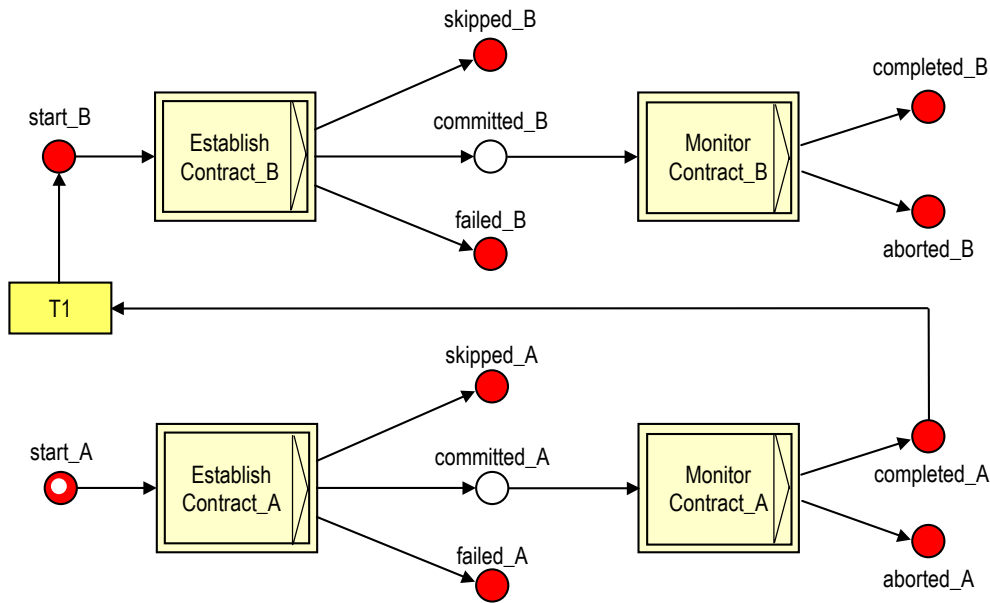 skipped_B
completed_B
start_B
Establish
Contract_B
committed_B
Monitor
Contract_B
failed_B
aborted_B
T1
skipped_A
start_A
Establish
Contract_A
committed_A
Monitor
Contract_A
completed_A
failed_A
aborted_A